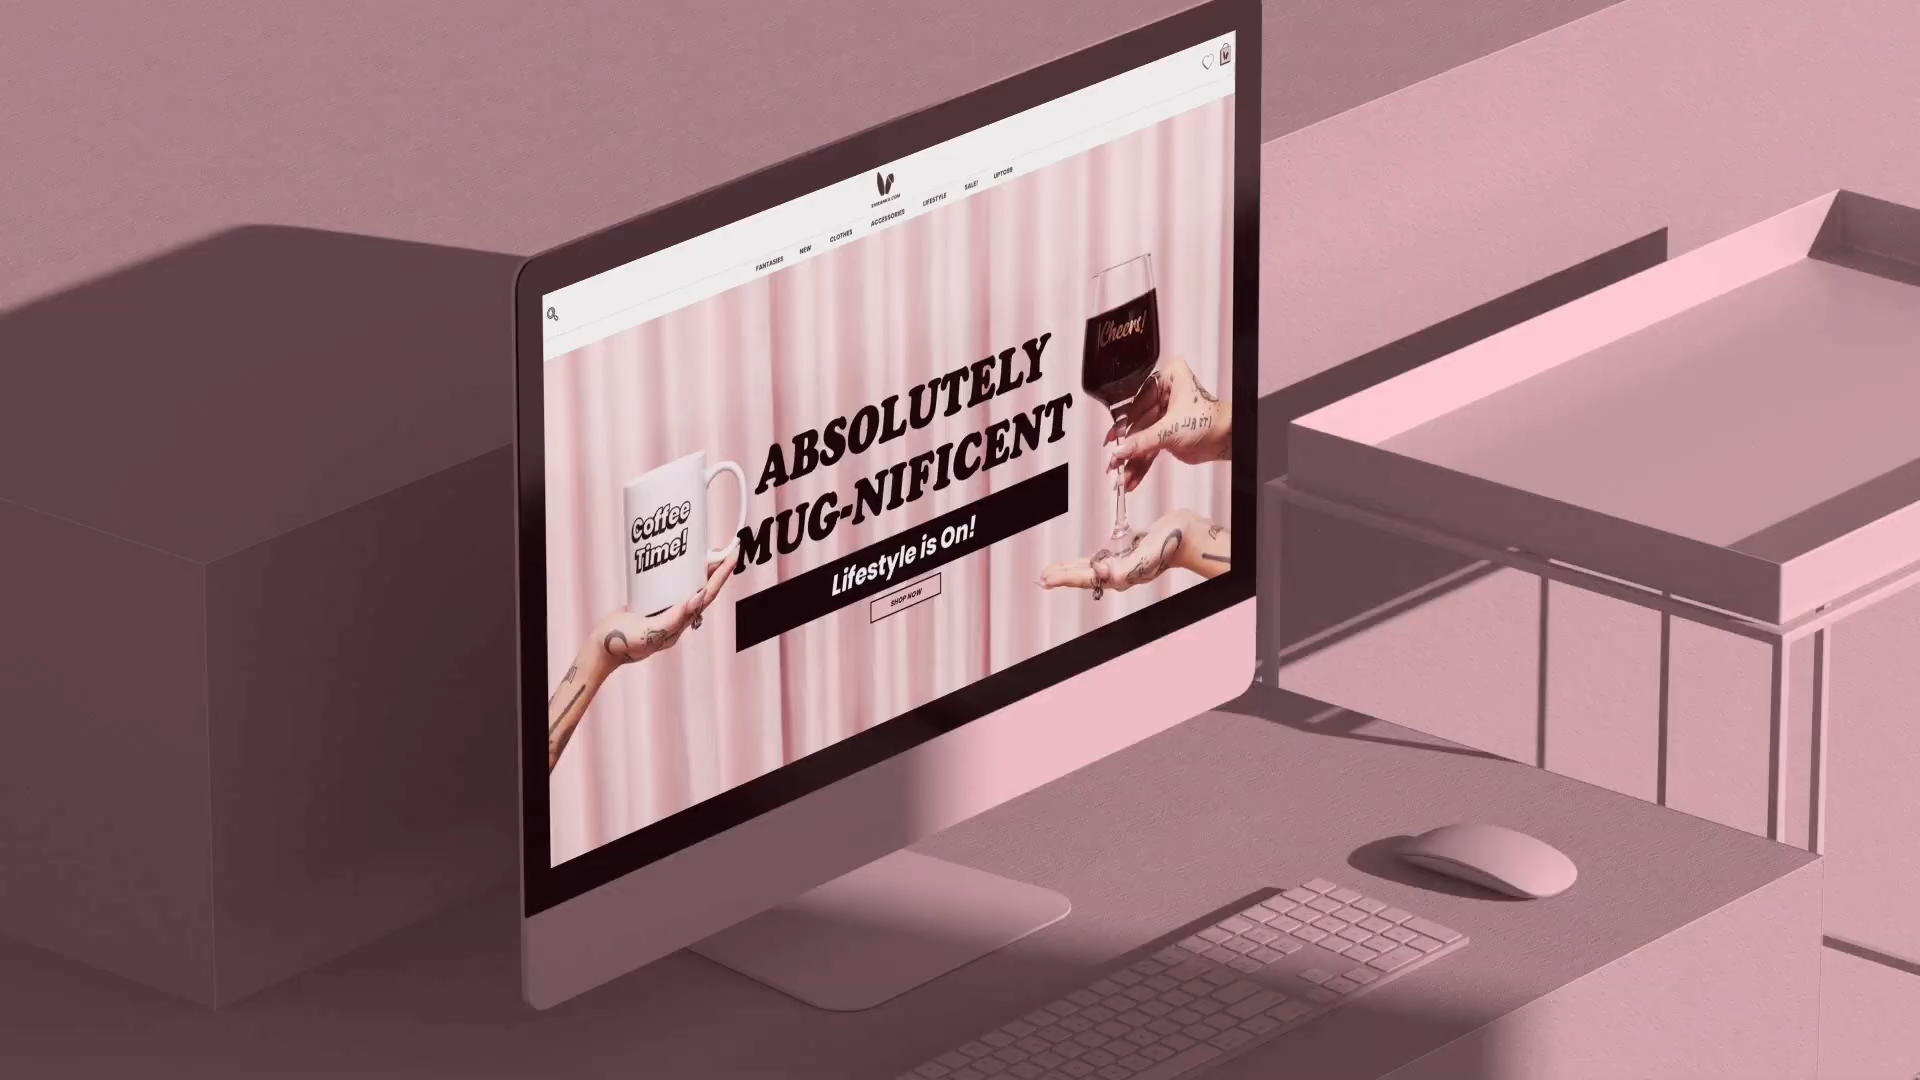 FANTASIES
NEW
CLOTHES
ACCESSORIES
LIFESTYLE
SALE!
ABSOLUTELY
MUG-NIFICENT
Lifestyle is On!
SHOP NOW
Coffee
Time!
Cheers!